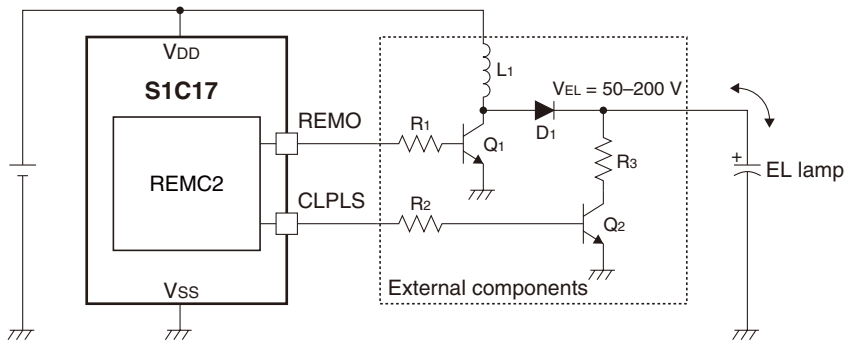 VDD
S1C17
L1
VEL = 50–200 V
REMO
R1
D1
Q1
R3
+
EL lamp
REMC2
CLPLS
R2
Q2
VSS
External components